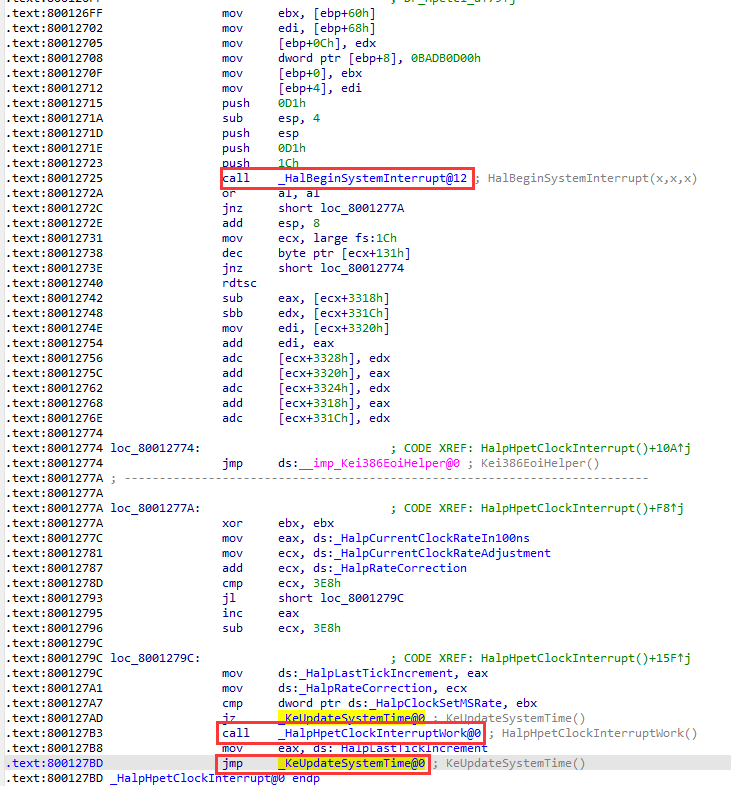 .text:800126FF mov ebx, [ebp+60h]
.text:80012702 mov edi, [ebp+68h]
.text:80012705 mov [ebp+0Ch], edx
.text:80012708 mov dword ptr [ebp+8], 0BADB0D00h
.text:8001270F mov [ebp+0], ebx
.text:80012712 mov [ebp+4], edi
.text:80012715 push 0D1h
.text:8001271A sub esp, 4
.text:8001271D push esp
.text:8001271E push 0D1h
.text:80012723 push 1Ch
.text:80012725 call _HalBeginSystemInterrupt@12 ; HalBeginSystemInterrupt(x,x,x)
.text:8001272A or al, al
.text:8001272C jnz short loc_8001277A
.text:8001272E add esp, 8
.text:80012731 mov ecx, large fs:1Ch
.text:80012738 dec byte ptr [ecx+131h]
.text:8001273E jnz short loc_80012774
.text:80012740 rdtsc
.text:80012742 sub eax, [ecx+3318h]
.text:80012748 sbb edx, [ecx+331Ch]
.text:8001274E mov edi, [ecx+3320h]
.text:80012754 add edi, eax
.text:80012756 adc [ecx+3328h], edx
.text:8001275C add [ecx+3320h], eax
.text:80012762 adc [ecx+3324h], edx
.text:80012768 add [ecx+3318h], eax
.text:8001276E adc [ecx+331Ch], edx
.text:80012774
.text:80012774 loc_80012774: ; CODE XREF: HalpHpetClockInterrupt()+10A↑j
.text:80012774 jmp ds:__imp_Kei386EoiHelper@0 ; Kei386EoiHelper()
.text:8001277A ; ---------------------------------------------------------------------------
.text:8001277A
.text:8001277A loc_8001277A: ; CODE XREF: HalpHpetClockInterrupt()+F8↑j
.text:8001277A xor ebx, ebx
.text:8001277C mov eax, ds:_HalpCurrentClockRateIn100ns
.text:80012781 mov ecx, ds:_HalpCurrentClockRateAdjustment
.text:80012787 add ecx, ds:_HalpRateCorrection
.text:8001278D cmp ecx, 3E8h
.text:80012793 jl short loc_8001279C
.text:80012795 inc eax
.text:80012796 sub ecx, 3E8h
.text:8001279C
.text:8001279C loc_8001279C: ; CODE XREF: HalpHpetClockInterrupt()+15F↑j
.text:8001279C mov ds:_HalpLastTickIncrement, eax
.text:800127A1 mov ds:_HalpRateCorrection, ecx
.text:800127A7 cmp dword ptr ds:_HalpClockSetMSRate, ebx
.text:800127AD jz _KeUpdateSystemTime@0 ; KeUpdateSystemTime()
.text:800127B3 call _HalpHpetClockInterruptWork@0 ; HalpHpetClockInterruptWork()
.text:800127B8 mov eax, ds:_HalpLastTickIncrement
.text:800127BD jmp _KeUpdateSystemTime@0 ; KeUpdateSystemTime()
.text:800127BD _HalpHpetClockInterrupt@0 endp